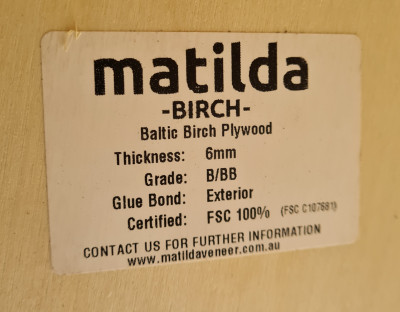 matilda
-BIRCH-
Baltic Birch Plywood
Thickness: 6mm
Grade: B/BB
Glue Bond: Exterior
Certified: FSC 100% (FSC C107681)
CONTACT US FOR FURTHER INFORMATION
www.matildaveneer.com.au